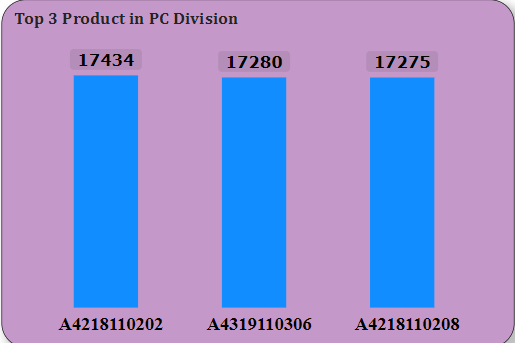 Top 3 Product in PC Division
17434 17280 17275
A4218110202 A4319110306 A4218110208